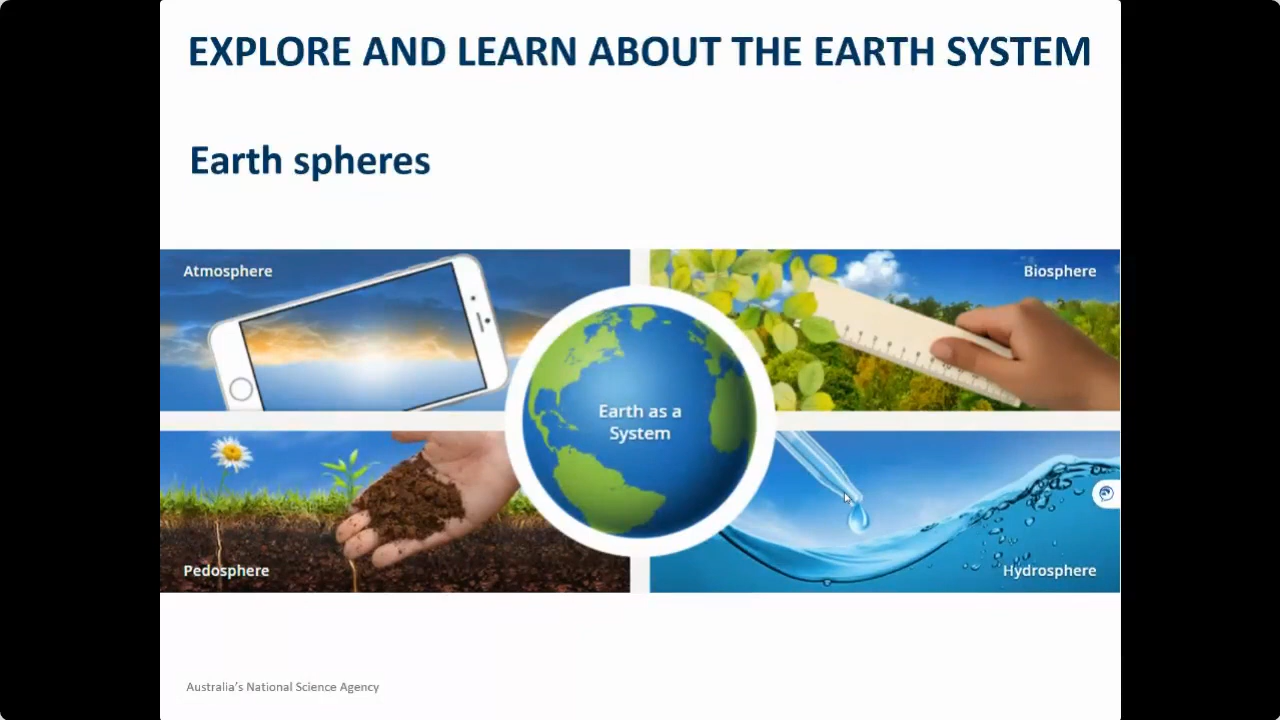 EXPLORE AND LEARN ABOUT THE EARTH SYSTEM
Earth spheres
Atmosphere
Biosphere
Earth as a
System
Pedosphere
Hydrosphere
Australia's National Science Agency